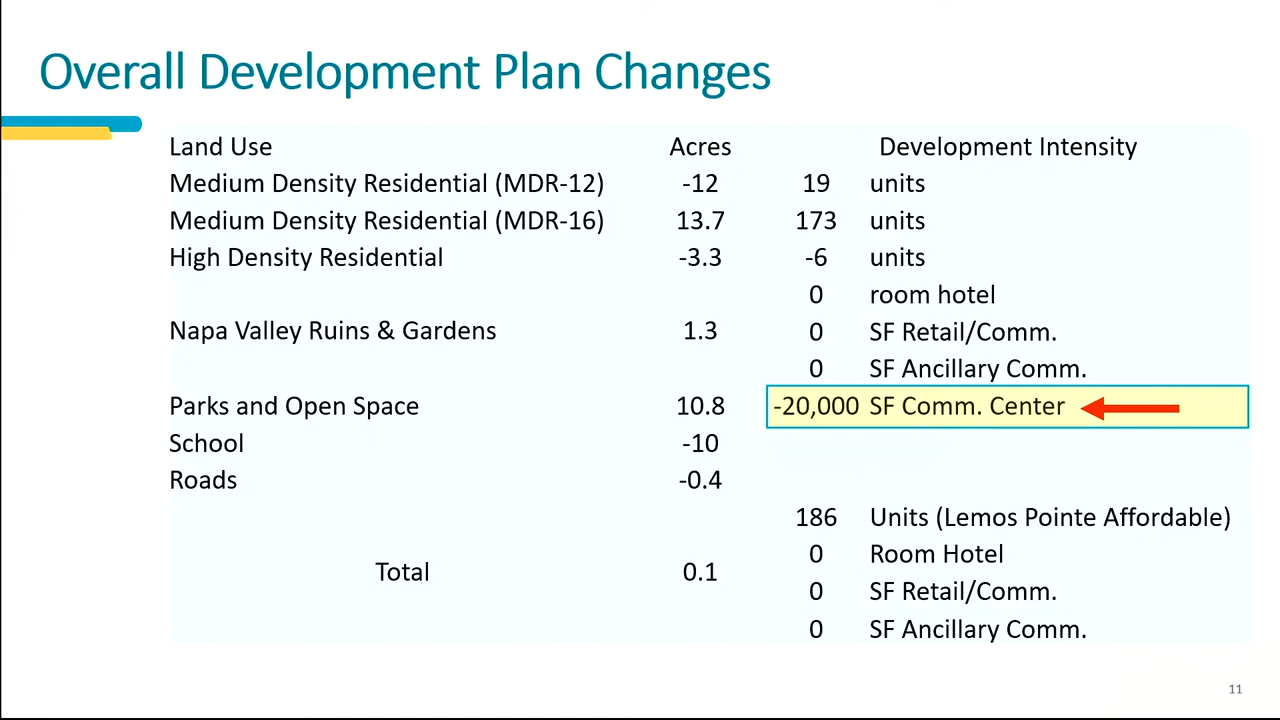 Overall Development Plan Changes
Land Use Acres Development Intensity
Medium Density Residential (MDR-12) -12 19 units
Medium Density Residential (MDR-16) 13.7 173 units
High Density Residential -3.3 -6 units
0 room hotel
Napa Valley Ruins & Gardens 1.3 0 SF Retail/Comm.
0 SF Ancillary Comm.
Parks and Open Space 10.8 -20,000 SF Comm. Center
School -10
Roads -0.4
186 Units (Lemos Pointe Affordable)
0 Room Hotel
Total 0.1
0 SF Retail/Comm.
0 SF Ancillary Comm.
11